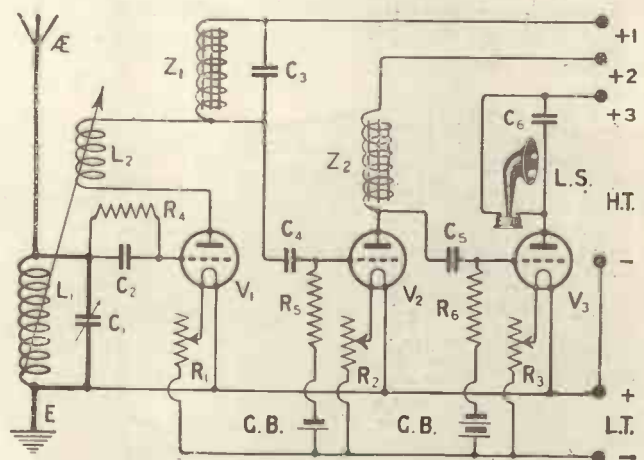 Æ
Z1
C3
+1
+2
+3
L2
Z2
C6
L.S.
H.T.
R4
C4
C5
L1
C2
V1
V2
V3
C1
R5
R6
R1
R2
R3
E
G.B.
G.B.
−
+
L.T.
−